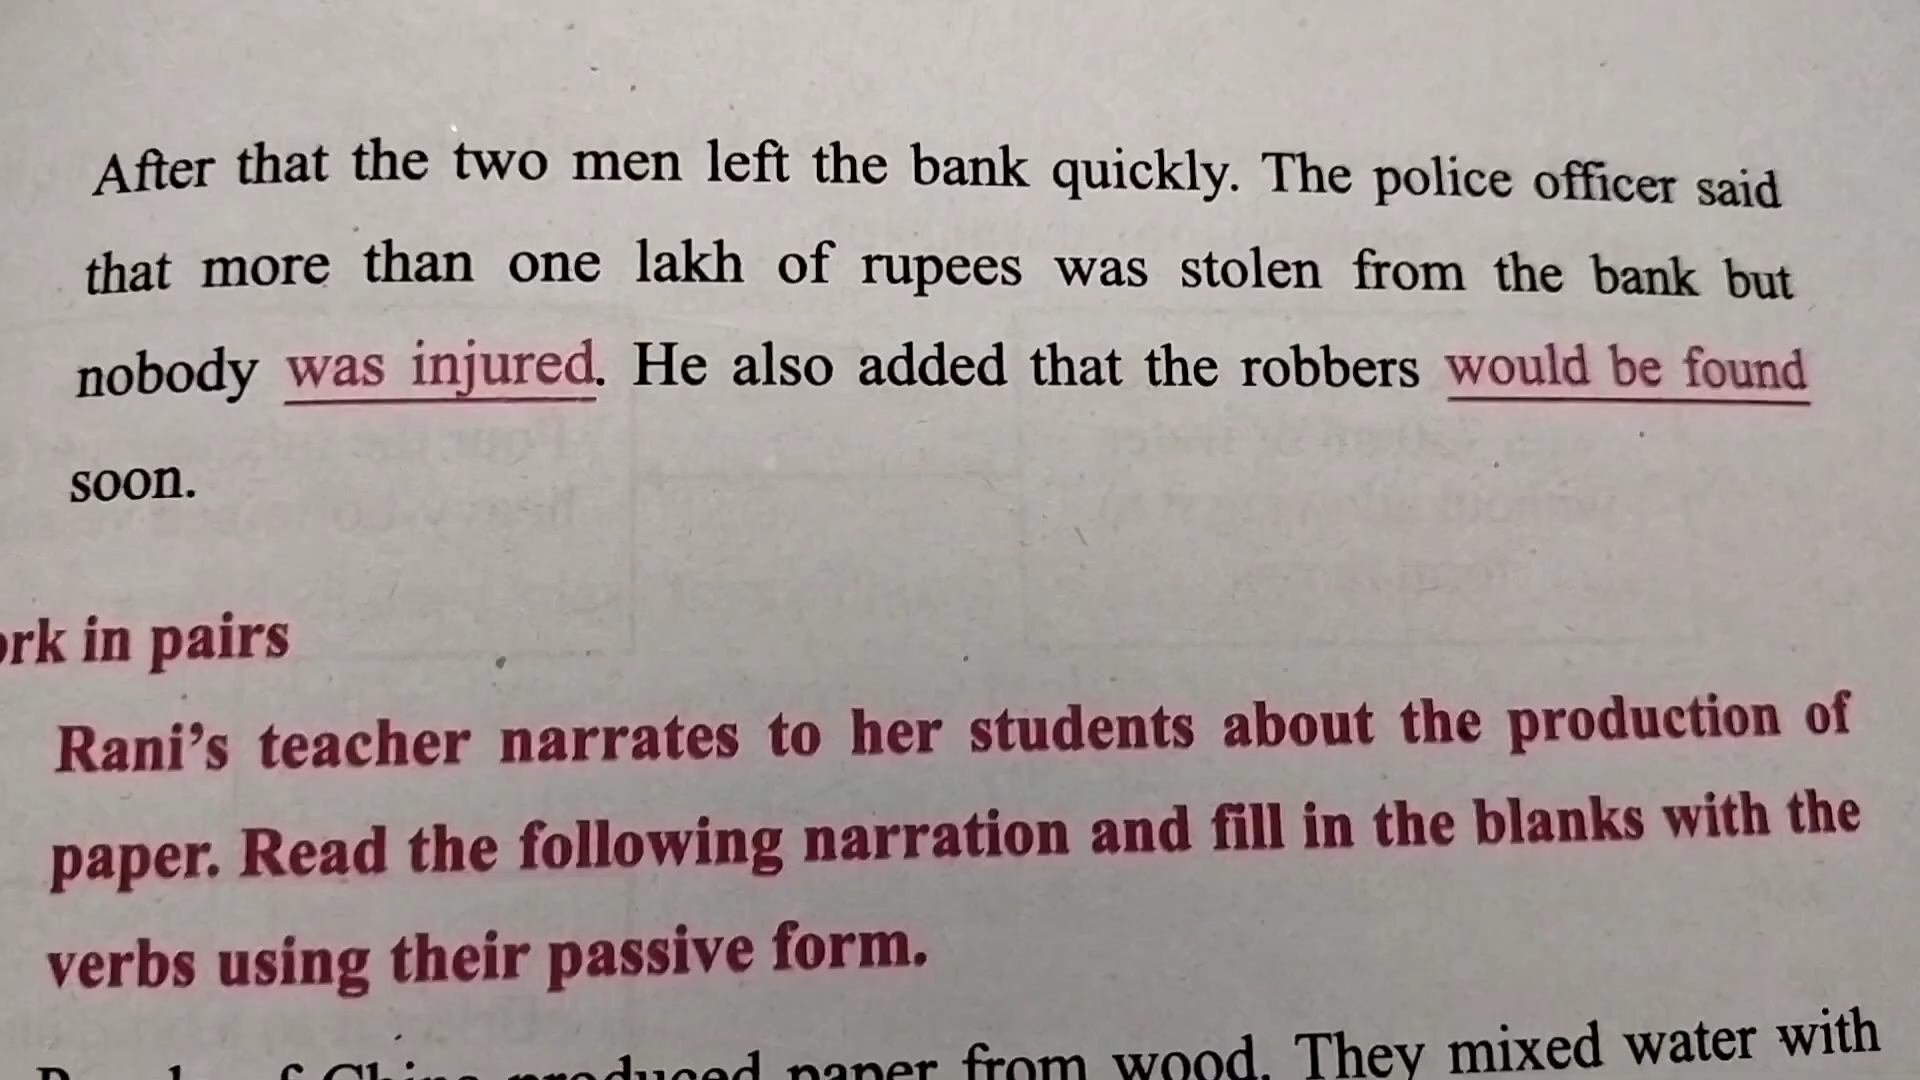 After that the two men left the bank quickly. The police officer said
that more than one lakh of rupees was stolen from the bank but
nobody was injured. He also added that the robbers would be found
soon.
in pairs
Rani's teacher narrates to her students about the production of
paper. Read the following narration and fill in the blanks with the
verbs using their passive form.
of China produced paper from wood. They mixed water with